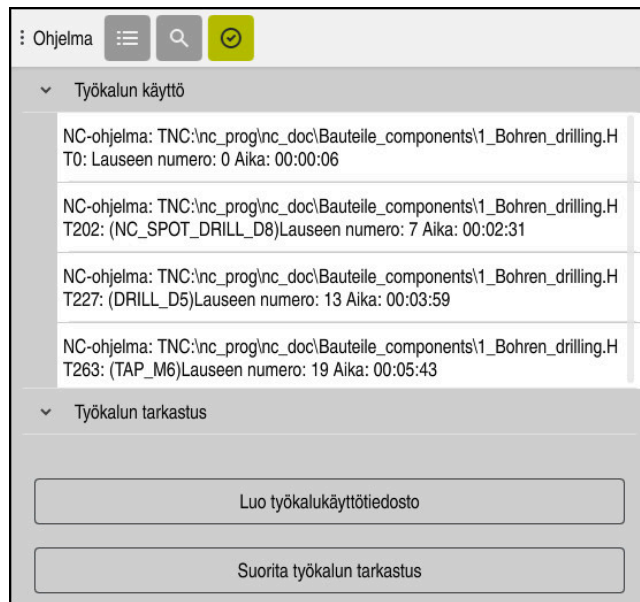 Ohjelma
Työkalun käyttö
NC-ohjelma: TNC:\nc_prog\nc_doc\Bauteile_components\1_Bohren_drilling.H
T0: Lauseen numero: 0 Aika: 00:00:06
NC-ohjelma: TNC:\nc_prog\nc_doc\Bauteile_components\1_Bohren_drilling.H
T202: (NC_SPOT_DRILL_D8)Lauseen numero: 7 Aika: 00:02:31
NC-ohjelma: TNC:\nc_prog\nc_doc\Bauteile_components\1_Bohren_drilling.H
T227: (DRILL_D5)Lauseen numero: 13 Aika: 00:03:59
NC-ohjelma: TNC:\nc_prog\nc_doc\Bauteile_components\1_Bohren_drilling.H
T263: (TAP_M6)Lauseen numero: 19 Aika: 00:05:43
Työkalun tarkastus
Luo työkalukäyttötiedosto
Suorita työkalun tarkastus